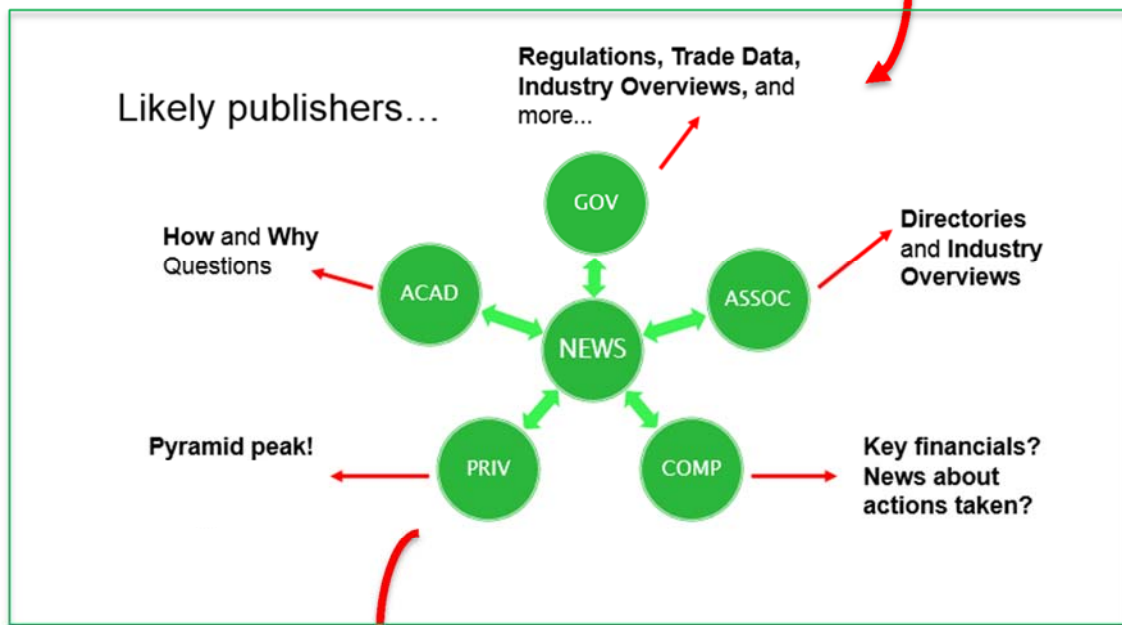 Likely publishers...
Regulations, Trade Data,
Industry Overviews, and
more...
GOV
How and Why
Questions
ACAD
Directories
and Industry
Overviews
ASSOC
NEWS
Pyramid peak!
PRIV
COMP
Key financials?
News about
actions taken?